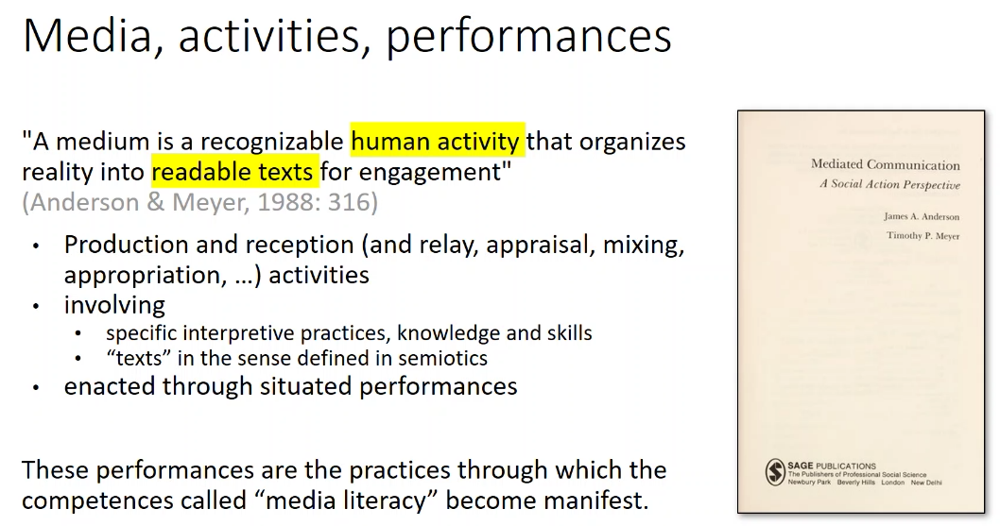 Media, activities, performances
"A medium is a recognizable human activity that organizes
reality into readable texts for engagement"
(Anderson & Meyer, 1988: 316)
• Production and reception (and relay, appraisal, mixing,
appropriation, …) activities
• involving
• specific interpretive practices, knowledge and skills
• “texts” in the sense defined in semiotics
• enacted through situated performances
These performances are the practices through which the
competences called “media literacy” become manifest.
Mediated Communication
A Social Action Perspective
James A. Anderson
Timothy P. Meyer
S SAGE PUBLICATIONS
The Publishers of Professional Social Science
Newbury Park Beverly Hills London New Delhi